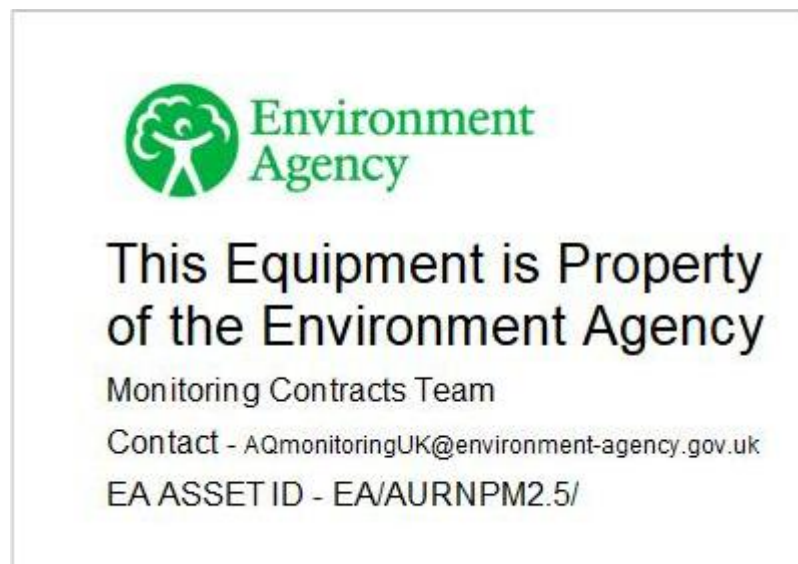 Environment
Agency
This Equipment is Property
of the Environment Agency
Monitoring Contracts Team
Contact - AQmonitoringUK@environment-agency.gov.uk
EA ASSET ID - EA/AURNPM2.5/